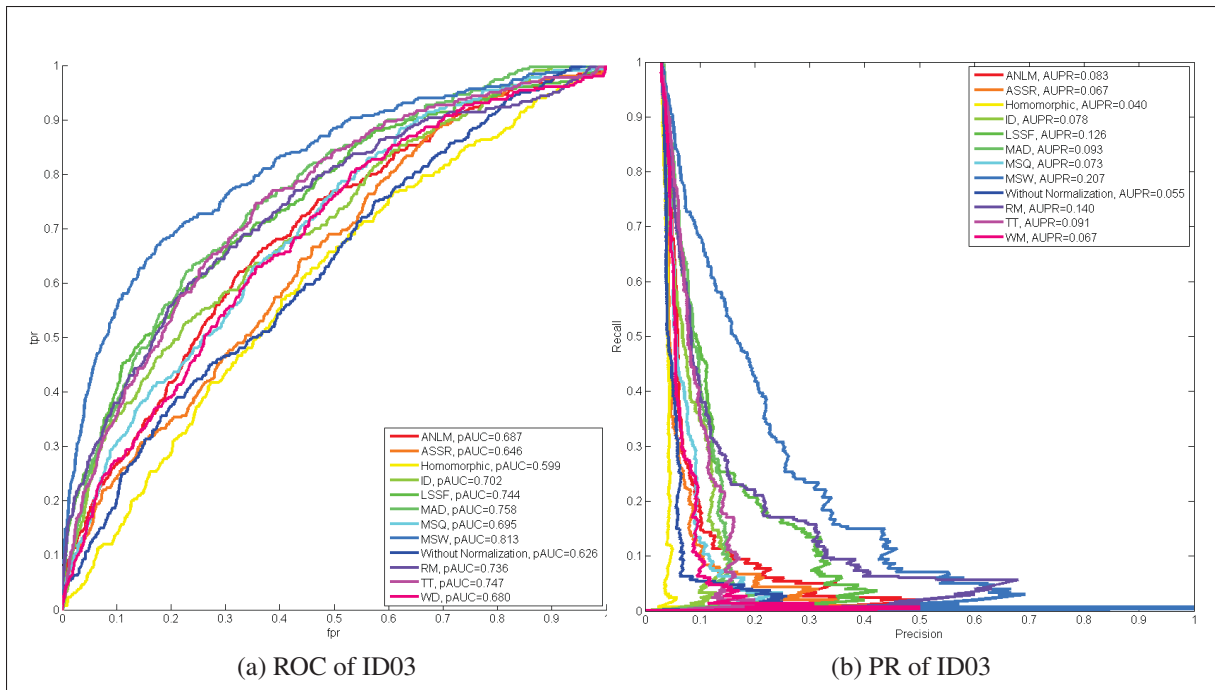 1
0.9
0.8
0.7
0.6
0.5
0.4
0.3
0.2
0.1
0
tpr
ANLM, pAUC=0.687
ASSR, pAUC=0.646
Homomorphic, pAUC=0.599
ID, pAUC=0.702
LSSF, pAUC=0.744
MAD, pAUC=0.758
MSQ, pAUC=0.695
MSW, pAUC=0.813
Without Normalization, pAUC=0.626
RM, pAUC=0.736
TT, pAUC=0.747
WD, pAUC=0.680
0 0.1 0.2 0.3 0.4 0.5 0.6 0.7 0.8 0.9
fpr
(a) ROC of ID03
1
0.9
0.8
0.7
0.6
0.5
0.4
0.3
0.2
0.1
0
Recall
ANLM, AUPR=0.083
ASSR, AUPR=0.067
Homomorphic, AUPR=0.040
ID, AUPR=0.078
LSSF, AUPR=0.126
MAD, AUPR=0.093
MSQ, AUPR=0.073
MSW, AUPR=0.207
Without Normalization, AUPR=0.055
RM, AUPR=0.140
TT, AUPR=0.091
WM, AUPR=0.067
0 0.1 0.2 0.3 0.4 0.5 0.6 0.7 0.8 0.9 1
Precision
(b) PR of ID03